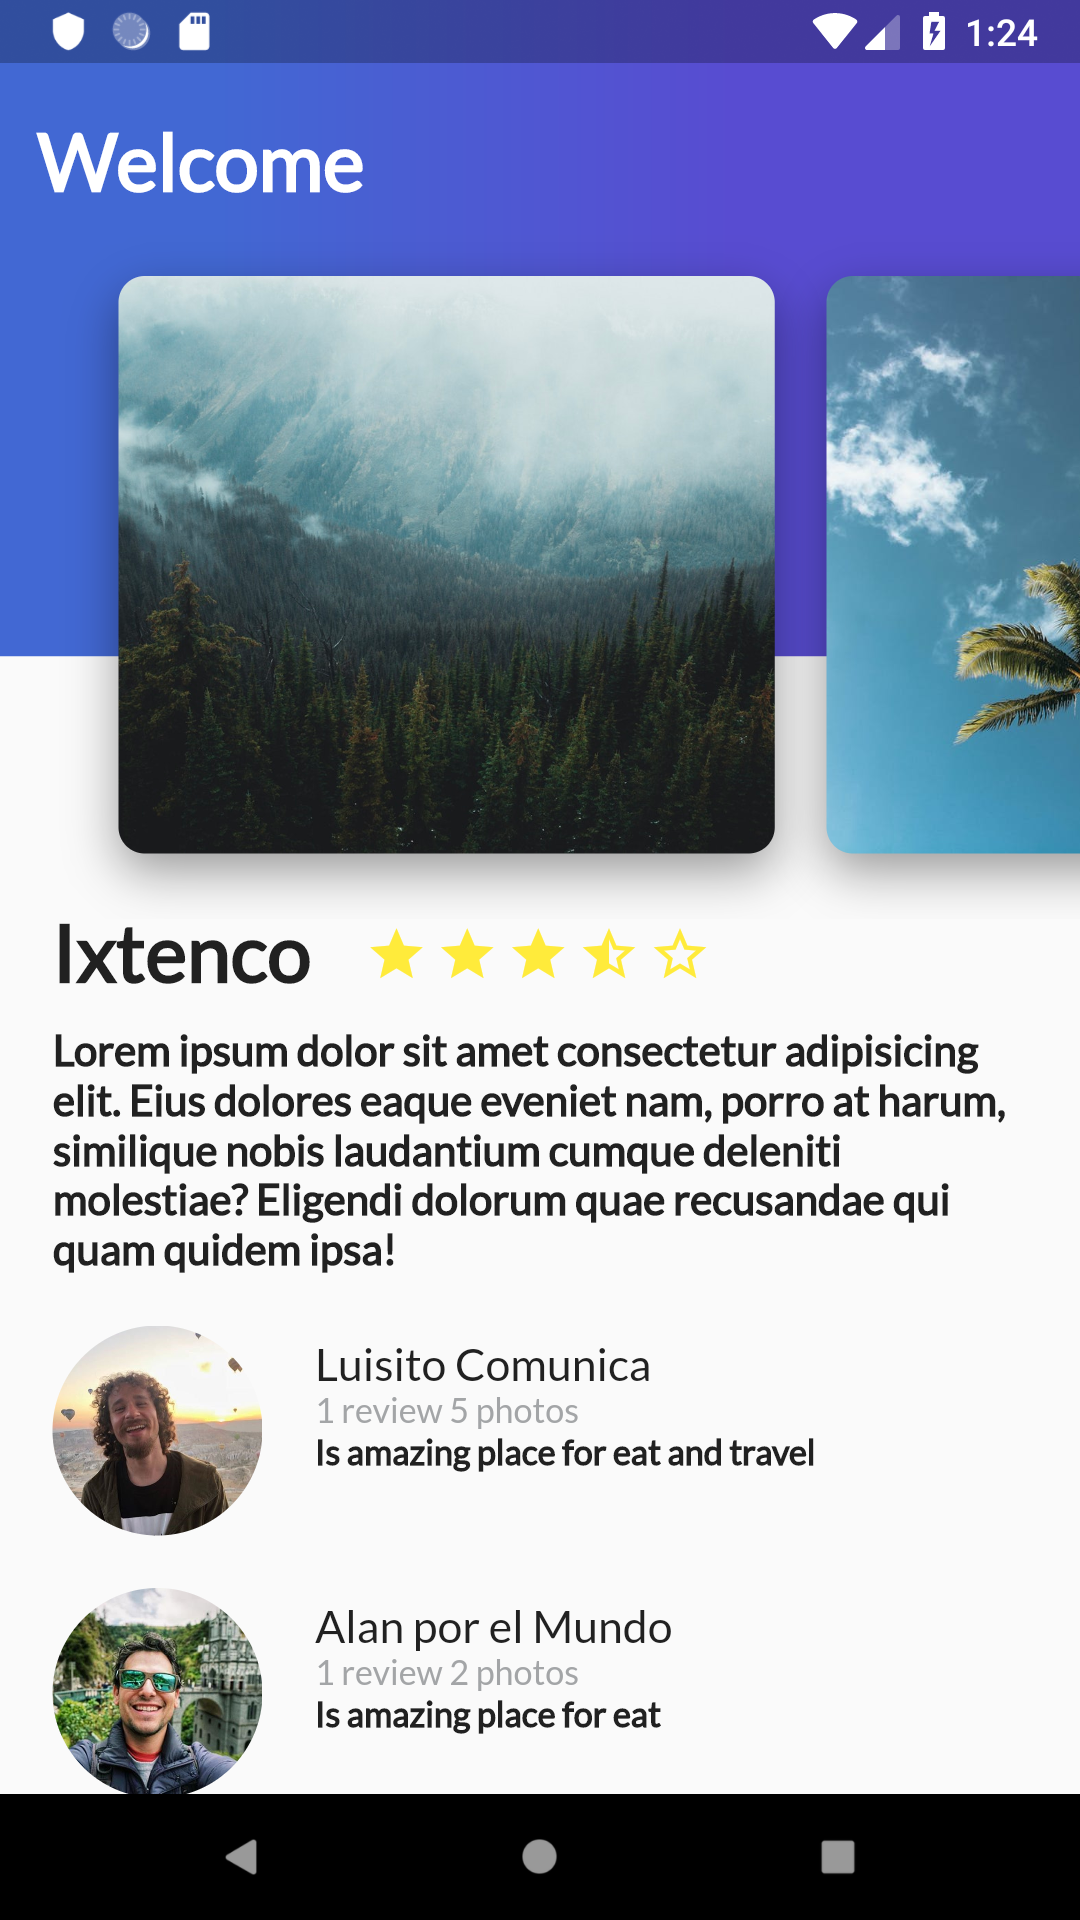 1:24
Welcome
Ixtenco
Lorem ipsum dolor sit amet consectetur adipisicing
elit. Eius dolores eaque eveniet nam, porro at harum,
similique nobis laudantium cumque deleniti
molestiae? Eligendi dolorum quae recusandae qui
quam quidem ipsa!
Luisito Comunica
1 review 5 photos
Is amazing place for eat and travel
Alan por el Mundo
1 review 2 photos
Is amazing place for eat